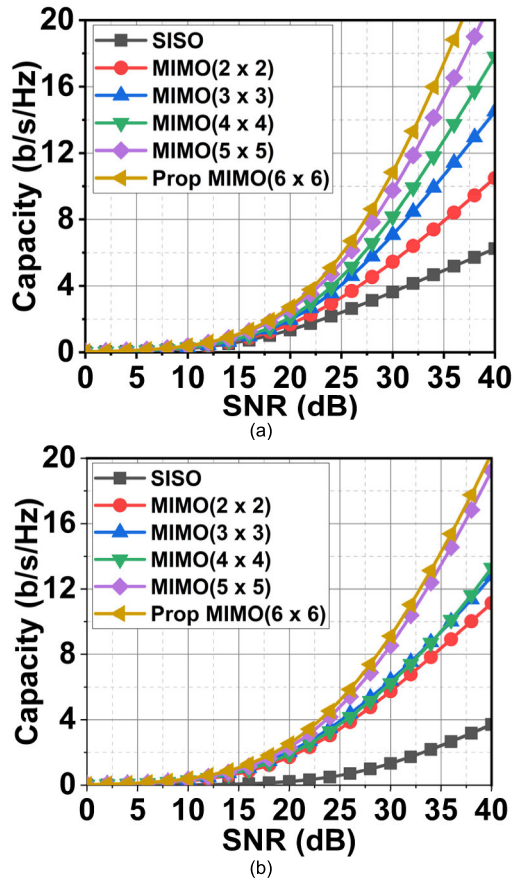 20
16
12
8
4
0
Capacity (b/s/Hz)
SISO
MIMO(2 x 2)
MIMO(3 x 3)
MIMO(4 x 4)
MIMO(5 x 5)
Prop MIMO(6 x 6)
0 5 10 15 20 25 30 35 40
SNR (dB)
(a)
20
16
12
8
4
0
Capacity (b/s/Hz)
SISO
MIMO(2 x 2)
MIMO(3 x 3)
MIMO(4 x 4)
MIMO(5 x 5)
Prop MIMO(6 x 6)
0 5 10 15 20 25 30 35 40
SNR (dB)
(b)